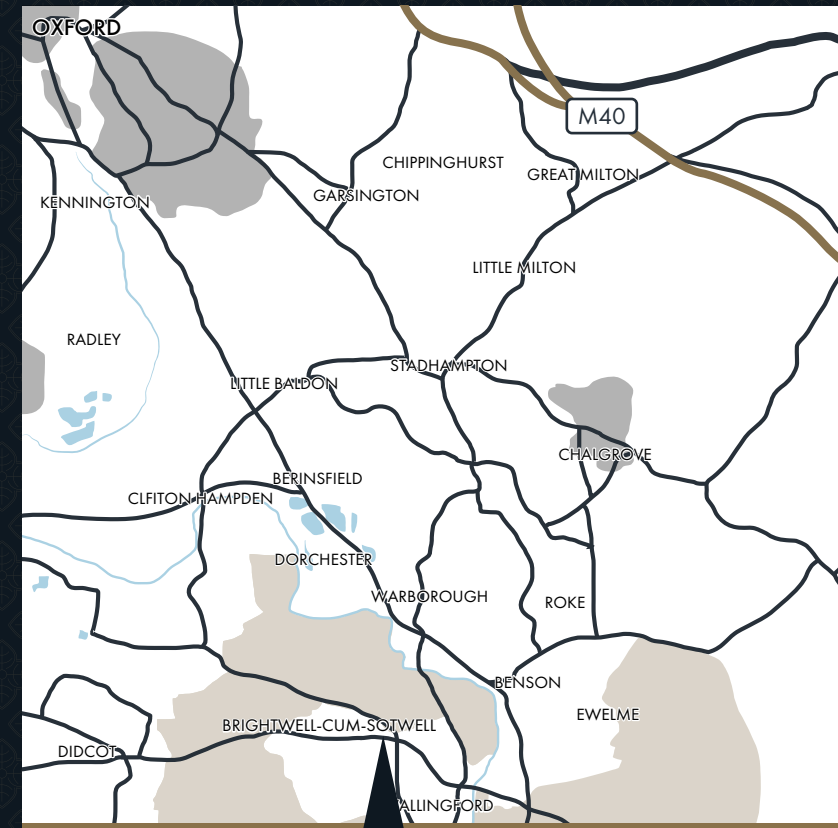 OXFORD
M40
CHIPPINGHURST
GREAT MILTON
GARSINGTON
KENNINGTON
LITTLE MILTON
RADLEY
STADHAMPTON
LITTLE BALDON
CHALGROVE
BERINSFIELD
CLFITON HAMPDEN
DORCHESTER
WARBOROUGH
ROKE
BENSON
EWELME
BRIGHTWELL-CUM-SOTWELL
DIDCOT
ALLINGFORD